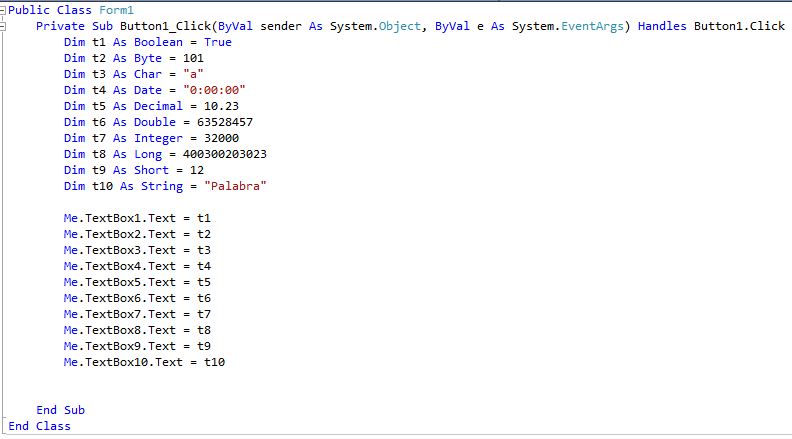 Public Class Form1
    Private Sub Button1_Click(ByVal sender As System.Object, ByVal e As System.EventArgs) Handles Button1.Click
        Dim t1 As Boolean = True
        Dim t2 As Byte = 101
        Dim t3 As Char = "a"
        Dim t4 As Date = "0:00:00"
        Dim t5 As Decimal = 10.23
        Dim t6 As Double = 63528457
        Dim t7 As Integer = 32000
        Dim t8 As Long = 400300203023
        Dim t9 As Short = 12
        Dim t10 As String = "Palabra"

        Me.TextBox1.Text = t1
        Me.TextBox2.Text = t2
        Me.TextBox3.Text = t3
        Me.TextBox4.Text = t4
        Me.TextBox5.Text = t5
        Me.TextBox6.Text = t6
        Me.TextBox7.Text = t7
        Me.TextBox8.Text = t8
        Me.TextBox9.Text = t9
        Me.TextBox10.Text = t10

    End Sub
End Class